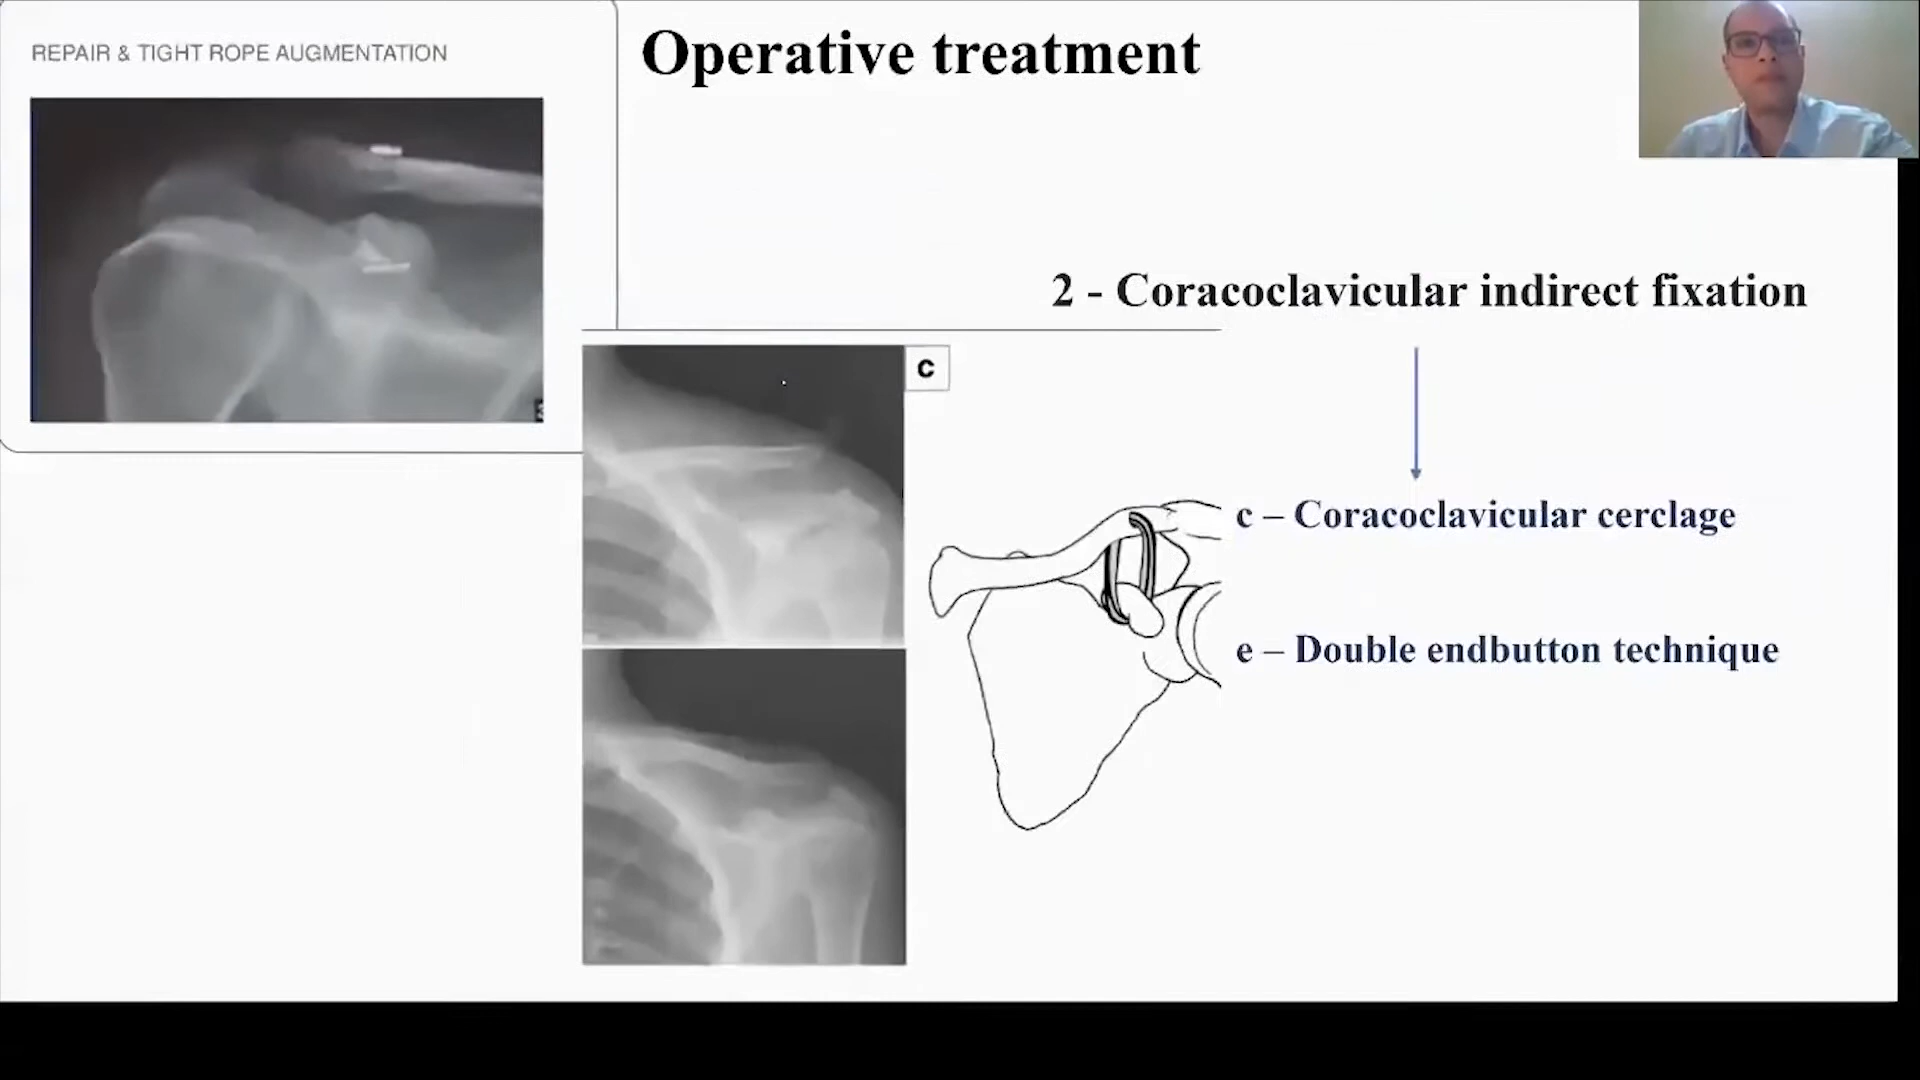 REPAIR & TIGHT ROPE AUGMENTATION
Operative treatment
2 - Coracoclavicular indirect fixation
C
c – Coracoclavicular cerclage
e – Double endbutton technique